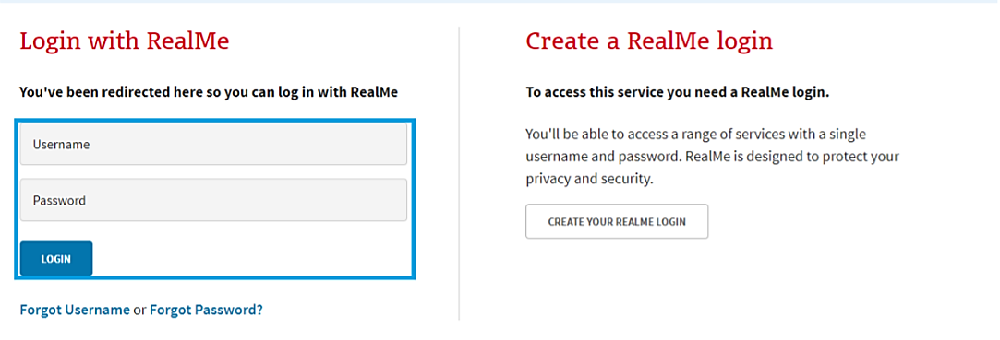 Login with RealMe
You've been redirected here so you can log in with RealMe
Username
Password
LOGIN
Forgot Username or Forgot Password?
Create a RealMe login
To access this service you need a RealMe login.
You'll be able to access a range of services with a single
username and password. RealMe is designed to protect your
privacy and security.
CREATE YOUR REALME LOGIN